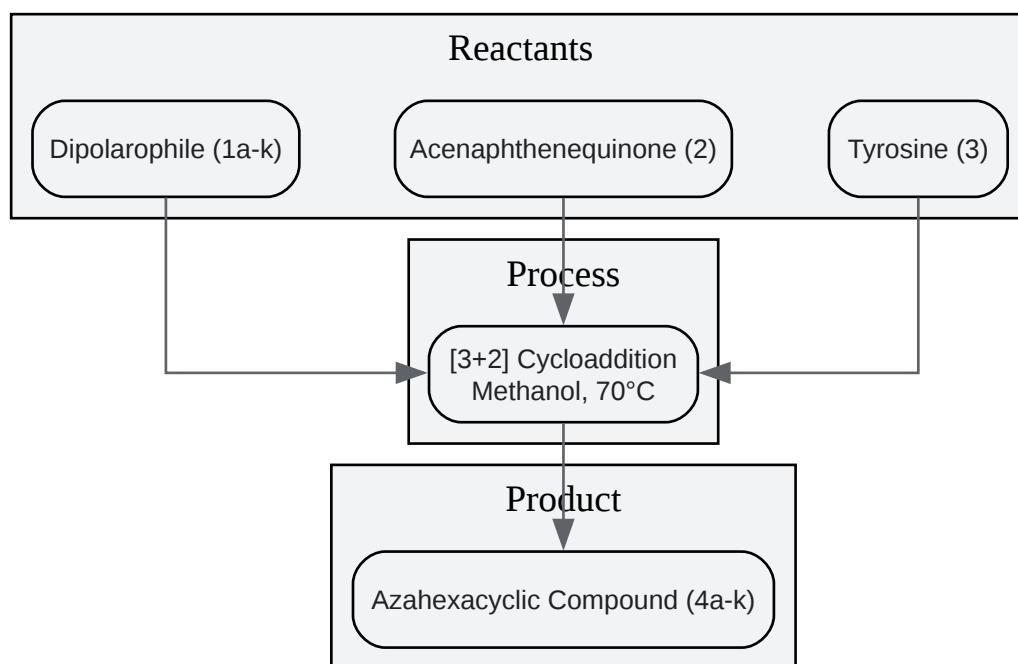 Reactants
Dipolarophile (1a-k)
Acenaphthenequinone (2)
Tyrosine (3)
Process
[3+2] Cycloaddition
Methanol, 70°C
Product
Azahexacyclic Compound (4a-k)